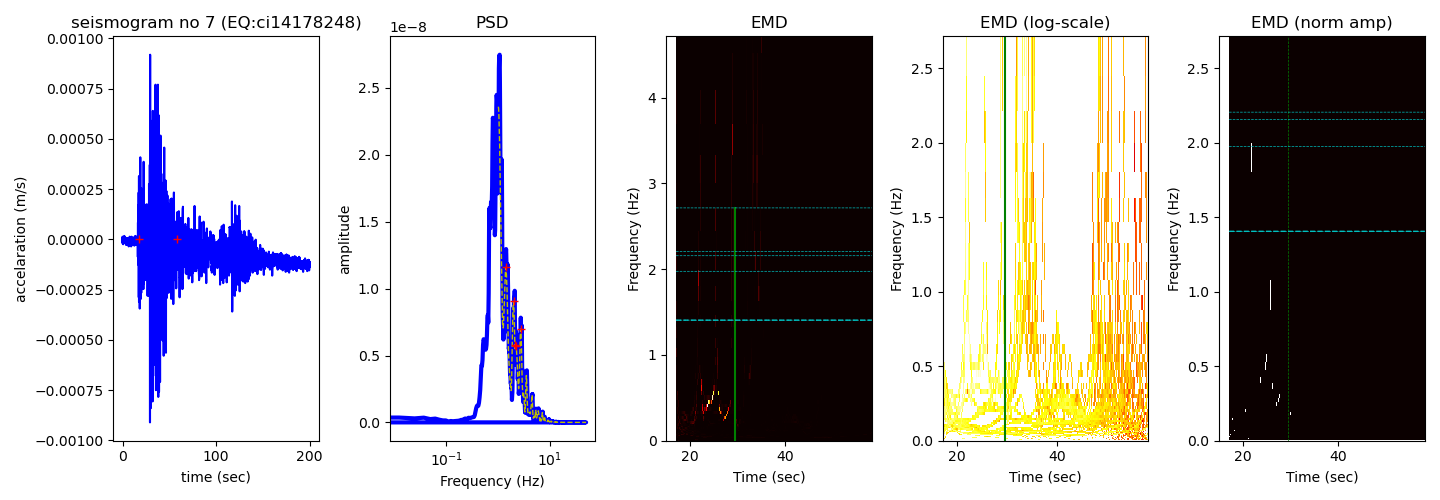 seismogram no 7 (EQ:ci14178248)
accelaration (m/s)
0.00100
0.00075
0.00050
0.00025
0.00000
−0.00025
−0.00050
−0.00075
−0.00100
0
100
200
time (sec)
PSD
1e−8
amplitude
2.5
2.0
1.5
1.0
0.5
0.0
10⁻¹
10¹
Frequency (Hz)
EMD
Frequency (Hz)
4
3
2
1
0
20
40
Time (sec)
EMD (log-scale)
Frequency (Hz)
2.5
2.0
1.5
1.0
0.5
0.0
20
40
Time (sec)
EMD (norm amp)
Frequency (Hz)
2.5
2.0
1.5
1.0
0.5
0.0
20
40
Time (sec)